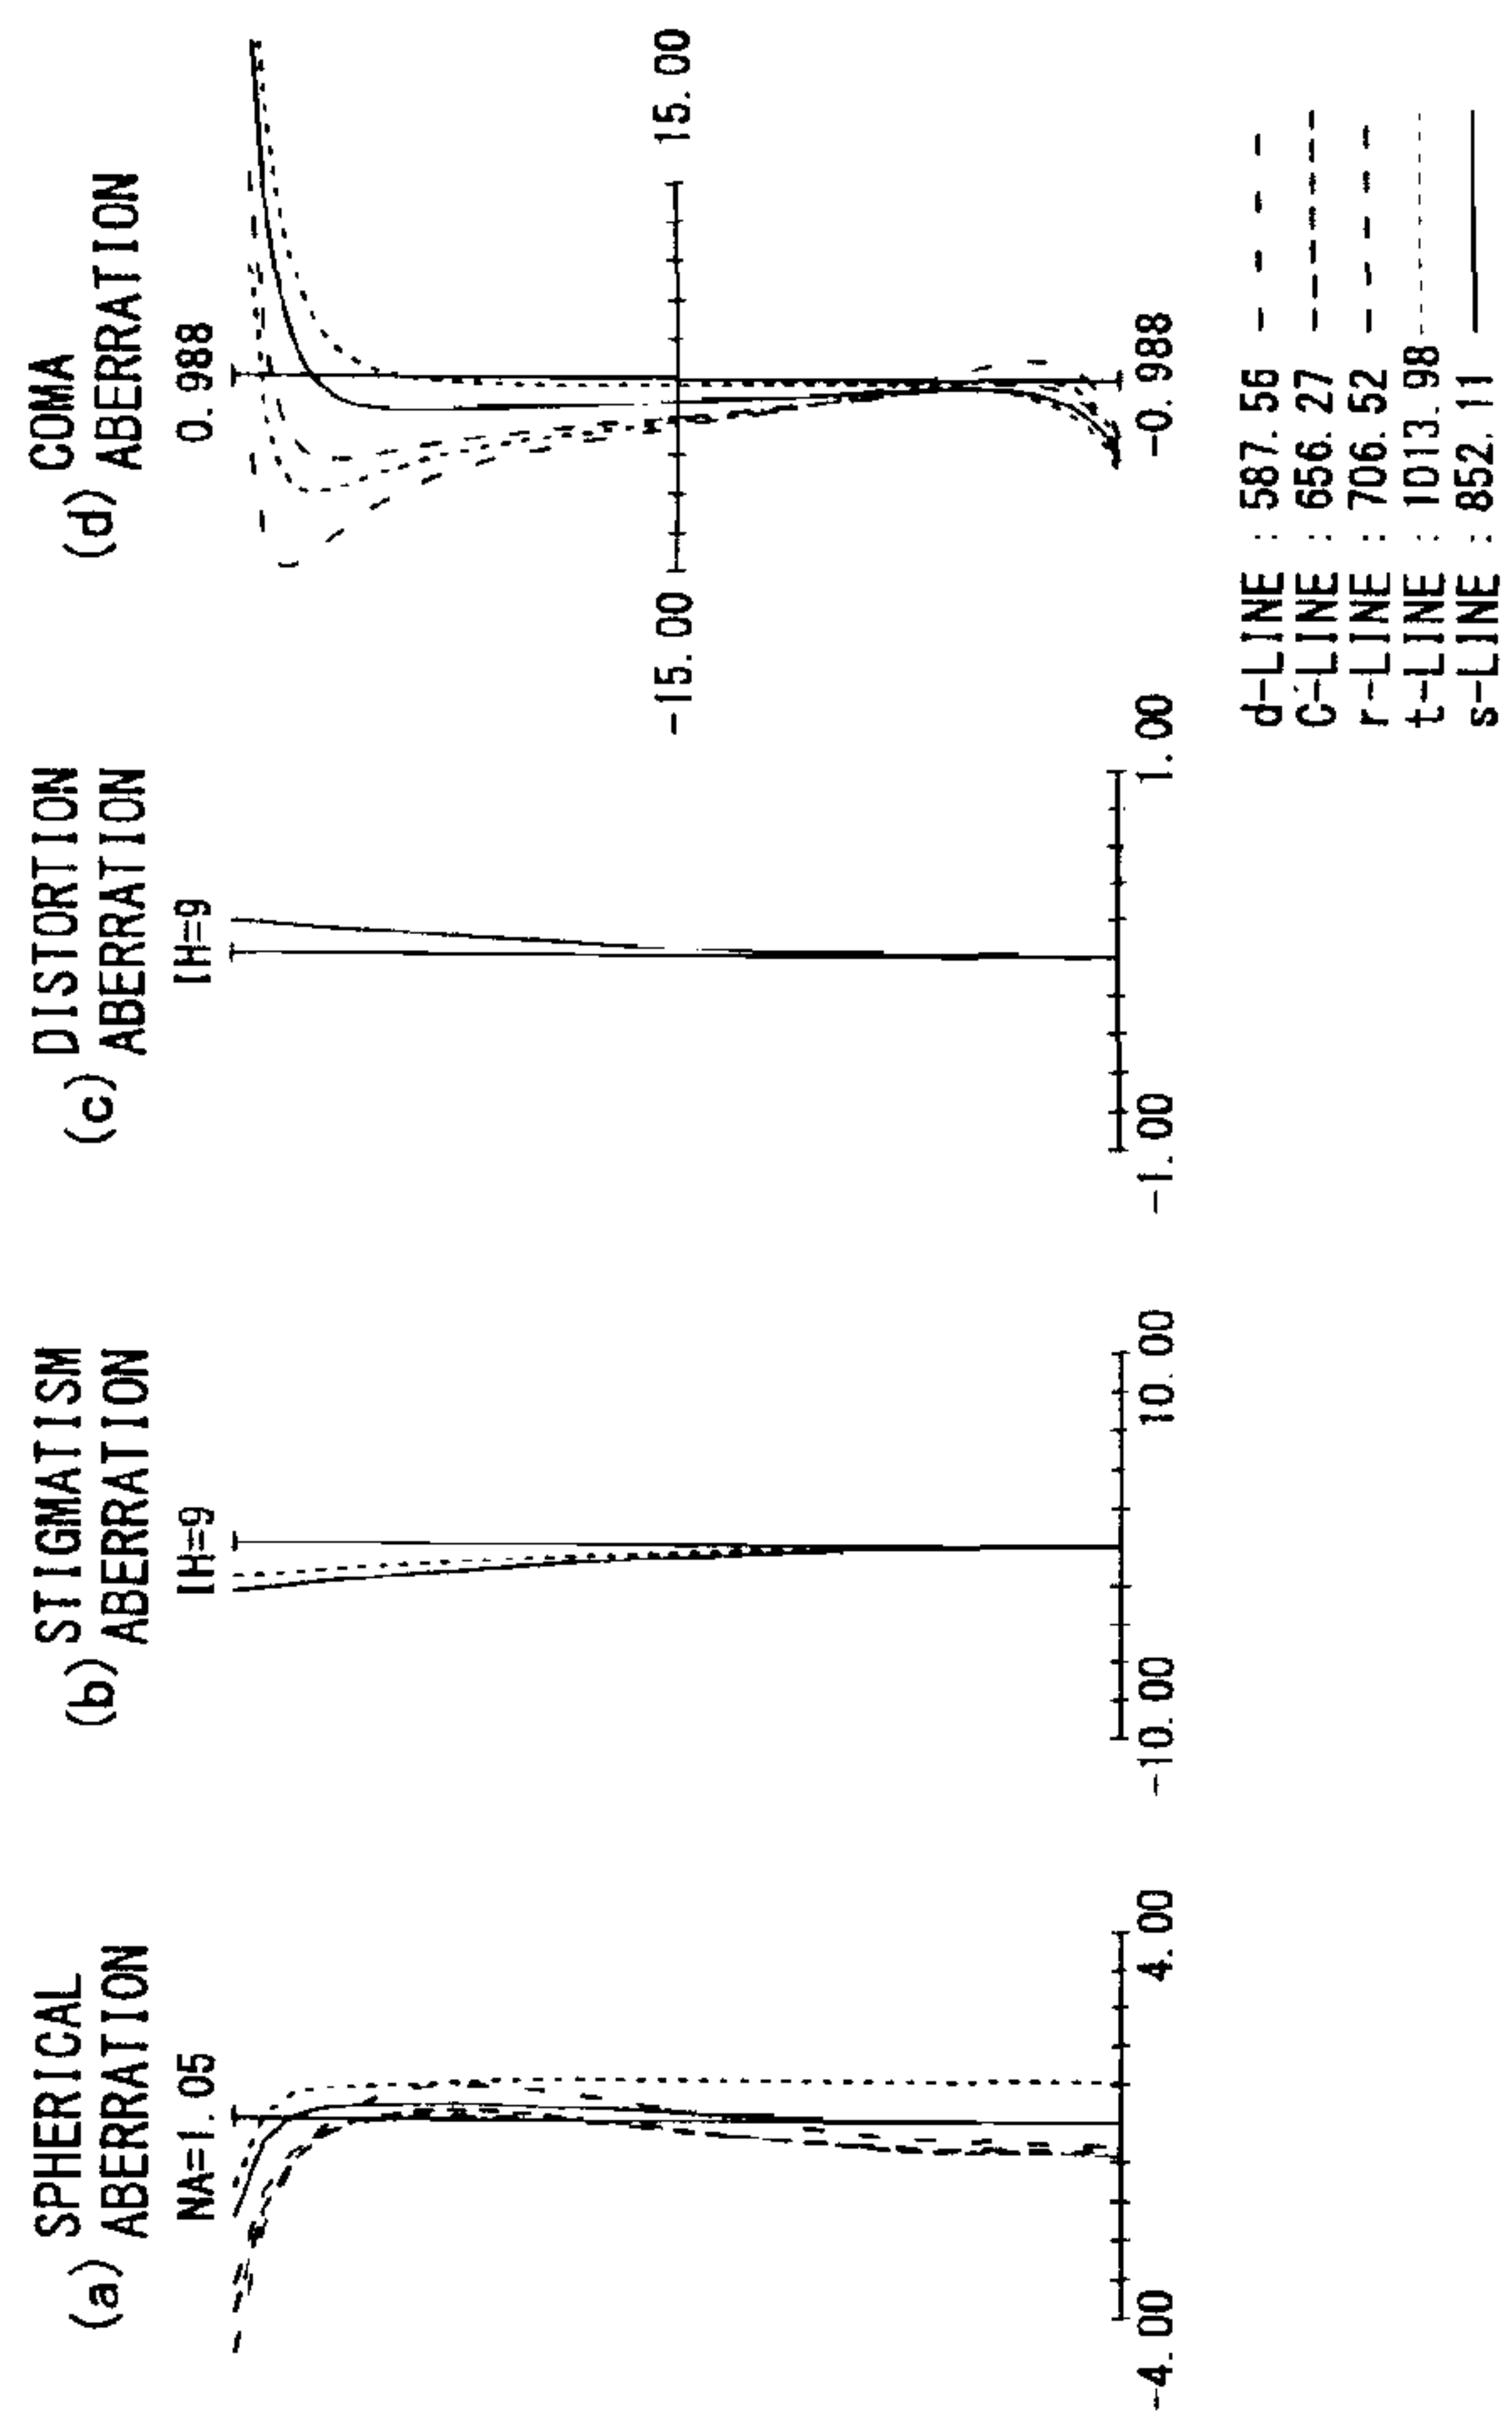 (a) SPHERICAL
ABERRATION
NA=1.05
-4.00
4.00
(b) STIGMATISM
ABERRATION
IH=9
-10.00
10.00
(c) DISTORTION
ABERRATION
IH=9
-1.00
1.00
(d) COMA
ABERRATION
0.988
-15.00
15.00
-0.988
d-LINE : 587.56
C-LINE : 656.27
r-LINE : 706.52
t-LINE : 1013.98
s-LINE : 852.11